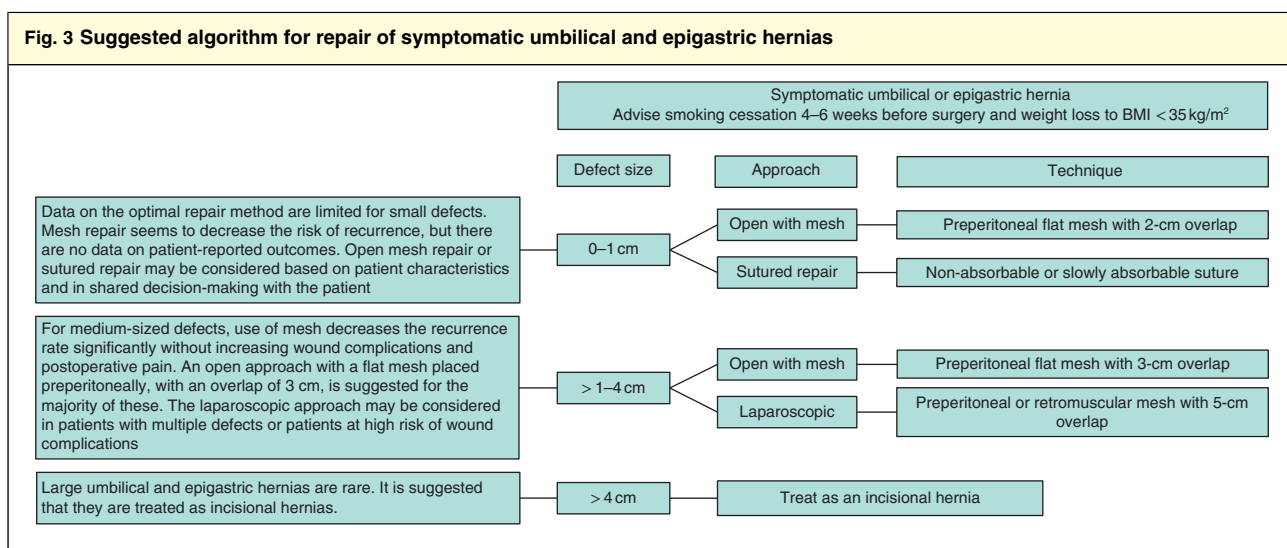 Fig. 3 Suggested algorithm for repair of symptomatic umbilical and epigastric hernias
Symptomatic umbilical or epigastric hernia
Advise smoking cessation 4–6 weeks before surgery and weight loss to BMI < 35 kg/m²
Defect size
Approach
Technique
Data on the optimal repair method are limited for small defects.
Mesh repair seems to decrease the risk of recurrence, but there
are no data on patient-reported outcomes. Open mesh repair or
sutured repair may be considered based on patient characteristics
and in shared decision-making with the patient
0–1 cm
Open with mesh
Preperitoneal flat mesh with 2-cm overlap
Sutured repair
Non-absorbable or slowly absorbable suture
For medium-sized defects, use of mesh decreases the recurrence
rate significantly without increasing wound complications and
postoperative pain. An open approach with a flat mesh placed
preperitoneally, with an overlap of 3 cm, is suggested for the
majority of these. The laparoscopic approach may be considered
in patients with multiple defects or patients at high risk of wound
complications
> 1–4 cm
Open with mesh
Preperitoneal flat mesh with 3-cm overlap
Laparoscopic
Preperitoneal or retromuscular mesh with 5-cm
overlap
Large umbilical and epigastric hernias are rare. It is suggested
that they are treated as incisional hernias.
> 4 cm
Treat as an incisional hernia